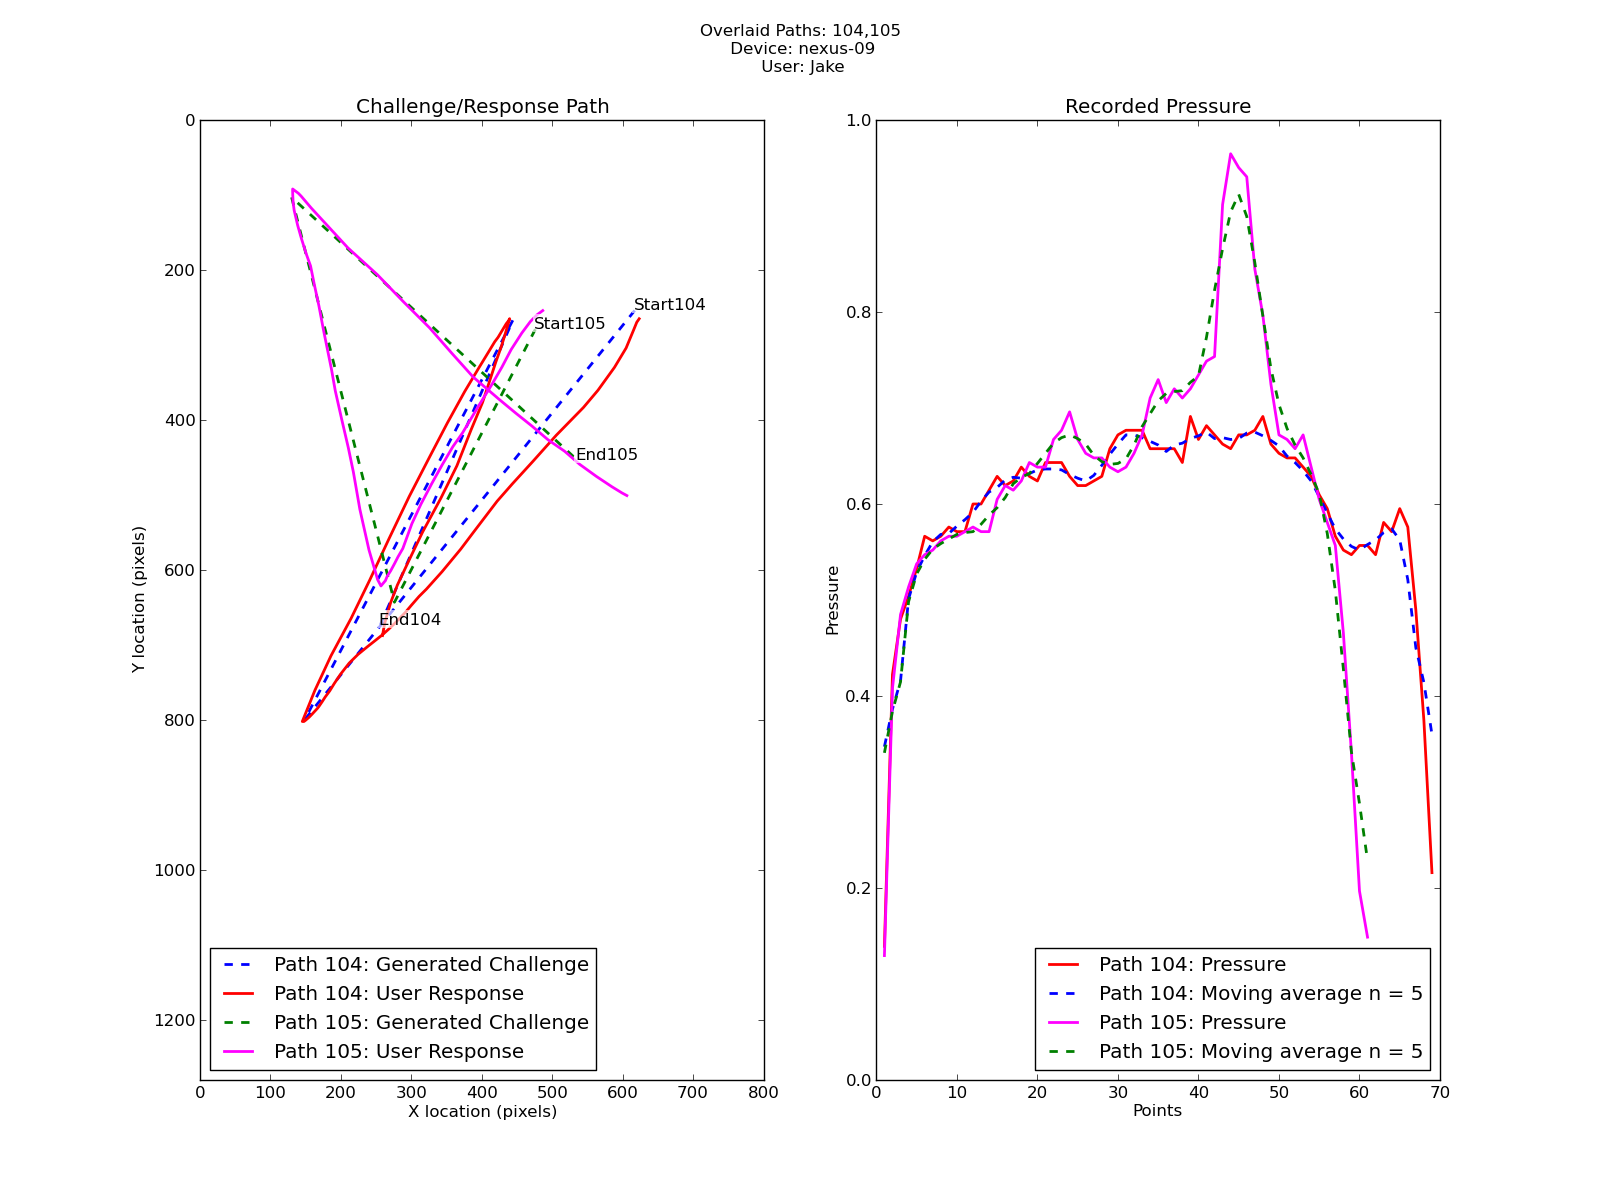 Overlaid Paths: 104,105
Device: nexus-09
User: Jake
Challenge/Response Path
0
200
400
600
800
1000
1200
Y location (pixels)
Start104
Start105
End105
End104
Path 104: Generated Challenge
Path 104: User Response
Path 105: Generated Challenge
Path 105: User Response
0 100 200 300 400 500 600 700 800
X location (pixels)
Recorded Pressure
1.0
0.8
0.6
0.4
0.2
0.0
Pressure
Path 104: Pressure
Path 104: Moving average n = 5
Path 105: Pressure
Path 105: Moving average n = 5
0 10 20 30 40 50 60 70
Points